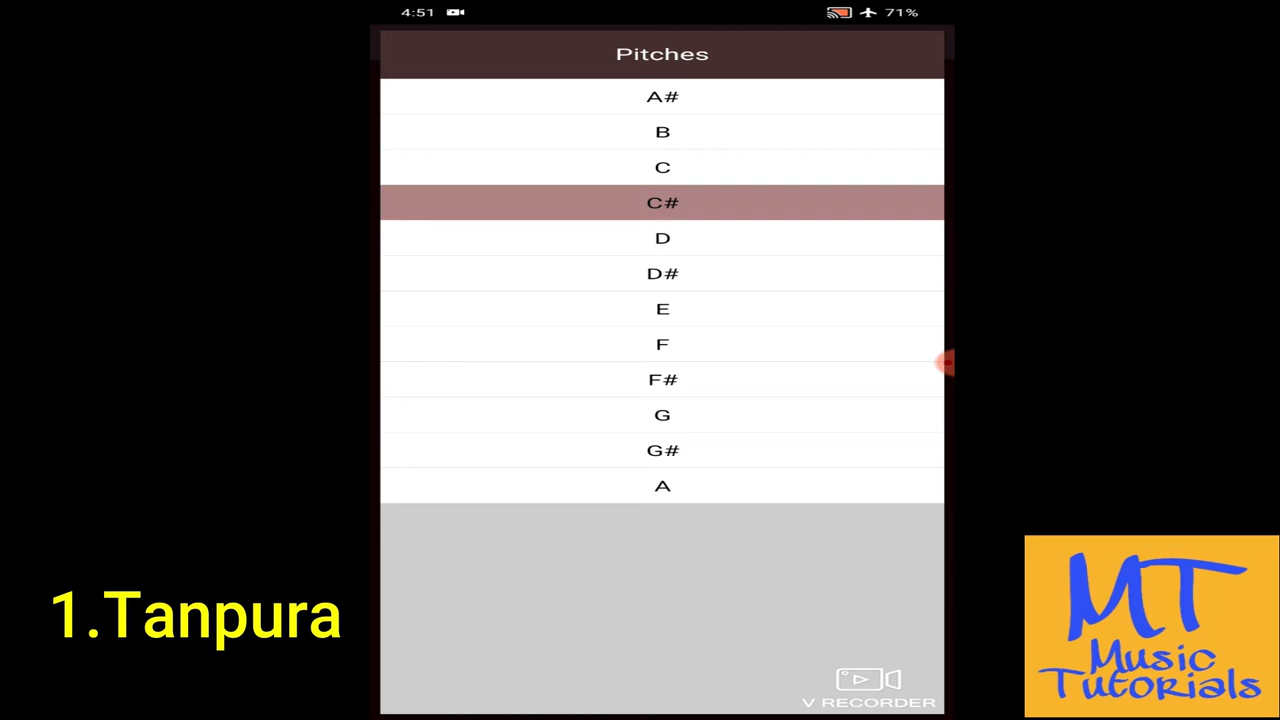 4:51
71%
Pitches
A#
B
C
C#
D
D#
E
F
F#
G
G#
A
1.Tanpura
V RECORDER
MT
Music
Tutorials